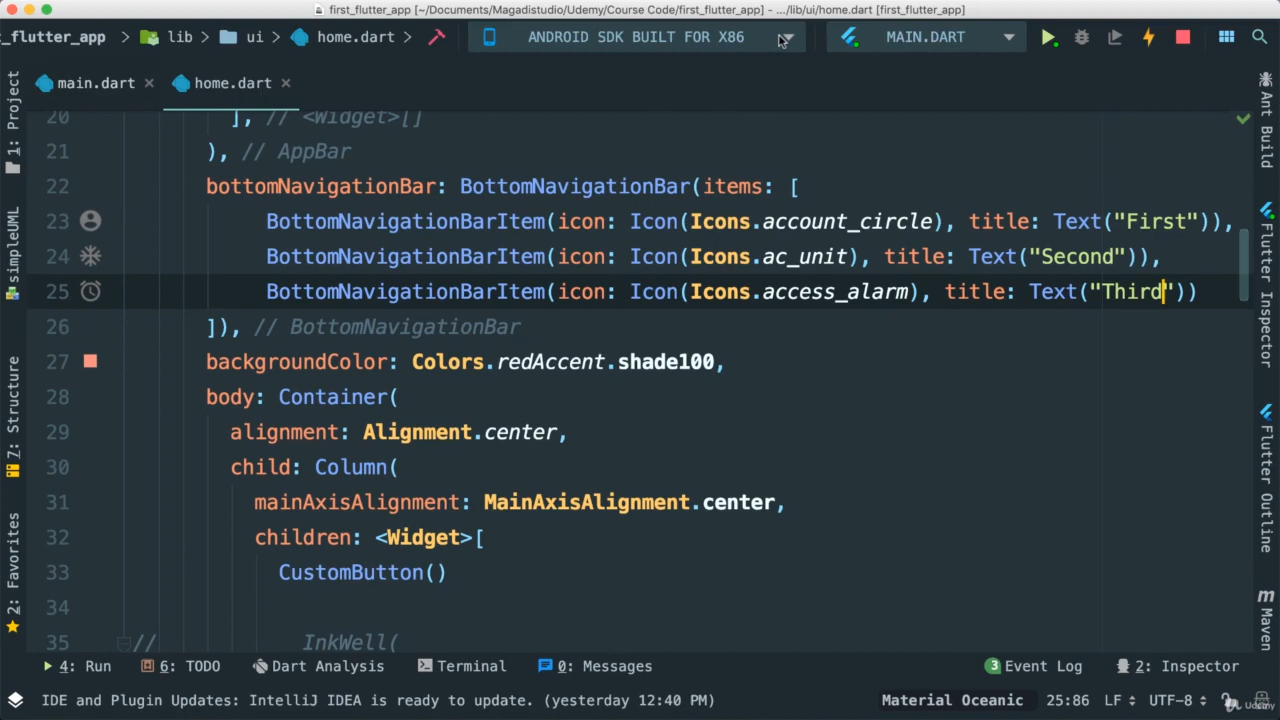 first_flutter_app [~/Documents/Magadistudio/Udemy/Course Code/first_flutter_app] - .../lib/ui/home.dart [first_flutter_app]
t_flutter_app > lib > ui > home.dart > ANDROID SDK BUILT FOR X86 MAIN.DART
main.dart × home.dart ×
1: Project
simpleUML
7: Structure
2: Favorites
20 ], // <Widget>[]
21 ), // AppBar
22 bottomNavigationBar: BottomNavigationBar(items: [
23 BottomNavigationBarItem(icon: Icon(Icons.account_circle), title: Text("First")),
24 BottomNavigationBarItem(icon: Icon(Icons.ac_unit), title: Text("Second")),
25 BottomNavigationBarItem(icon: Icon(Icons.access_alarm), title: Text("Third"))
26 ]), // BottomNavigationBar
27 backgroundColor: Colors.redAccent.shade100,
28 body: Container(
29 alignment: Alignment.center,
30 child: Column(
31 mainAxisAlignment: MainAxisAlignment.center,
32 children: <Widget>[
33 CustomButton()
34
35 // InkWell(
Ant Build
Flutter Inspector
Flutter Outline
m Maven
4: Run 6: TODO Dart Analysis Terminal 0: Messages 3 Event Log 2: Inspector
IDE and Plugin Updates: IntelliJ IDEA is ready to update. (yesterday 12:40 PM) Material Oceanic 25:86 LF UTF-8 Udemy